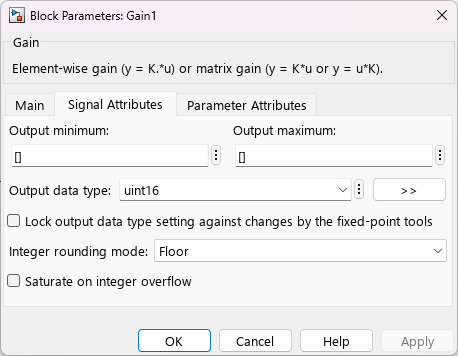 Block Parameters: Gain1
Gain
Element-wise gain (y = K.*u) or matrix gain (y = K*u or y = u*K).
Main Signal Attributes Parameter Attributes
Output minimum: Output maximum:
[] []
Output data type: uint16 >>
Lock output data type setting against changes by the fixed-point tools
Integer rounding mode: Floor
Saturate on integer overflow
OK Cancel Help Apply